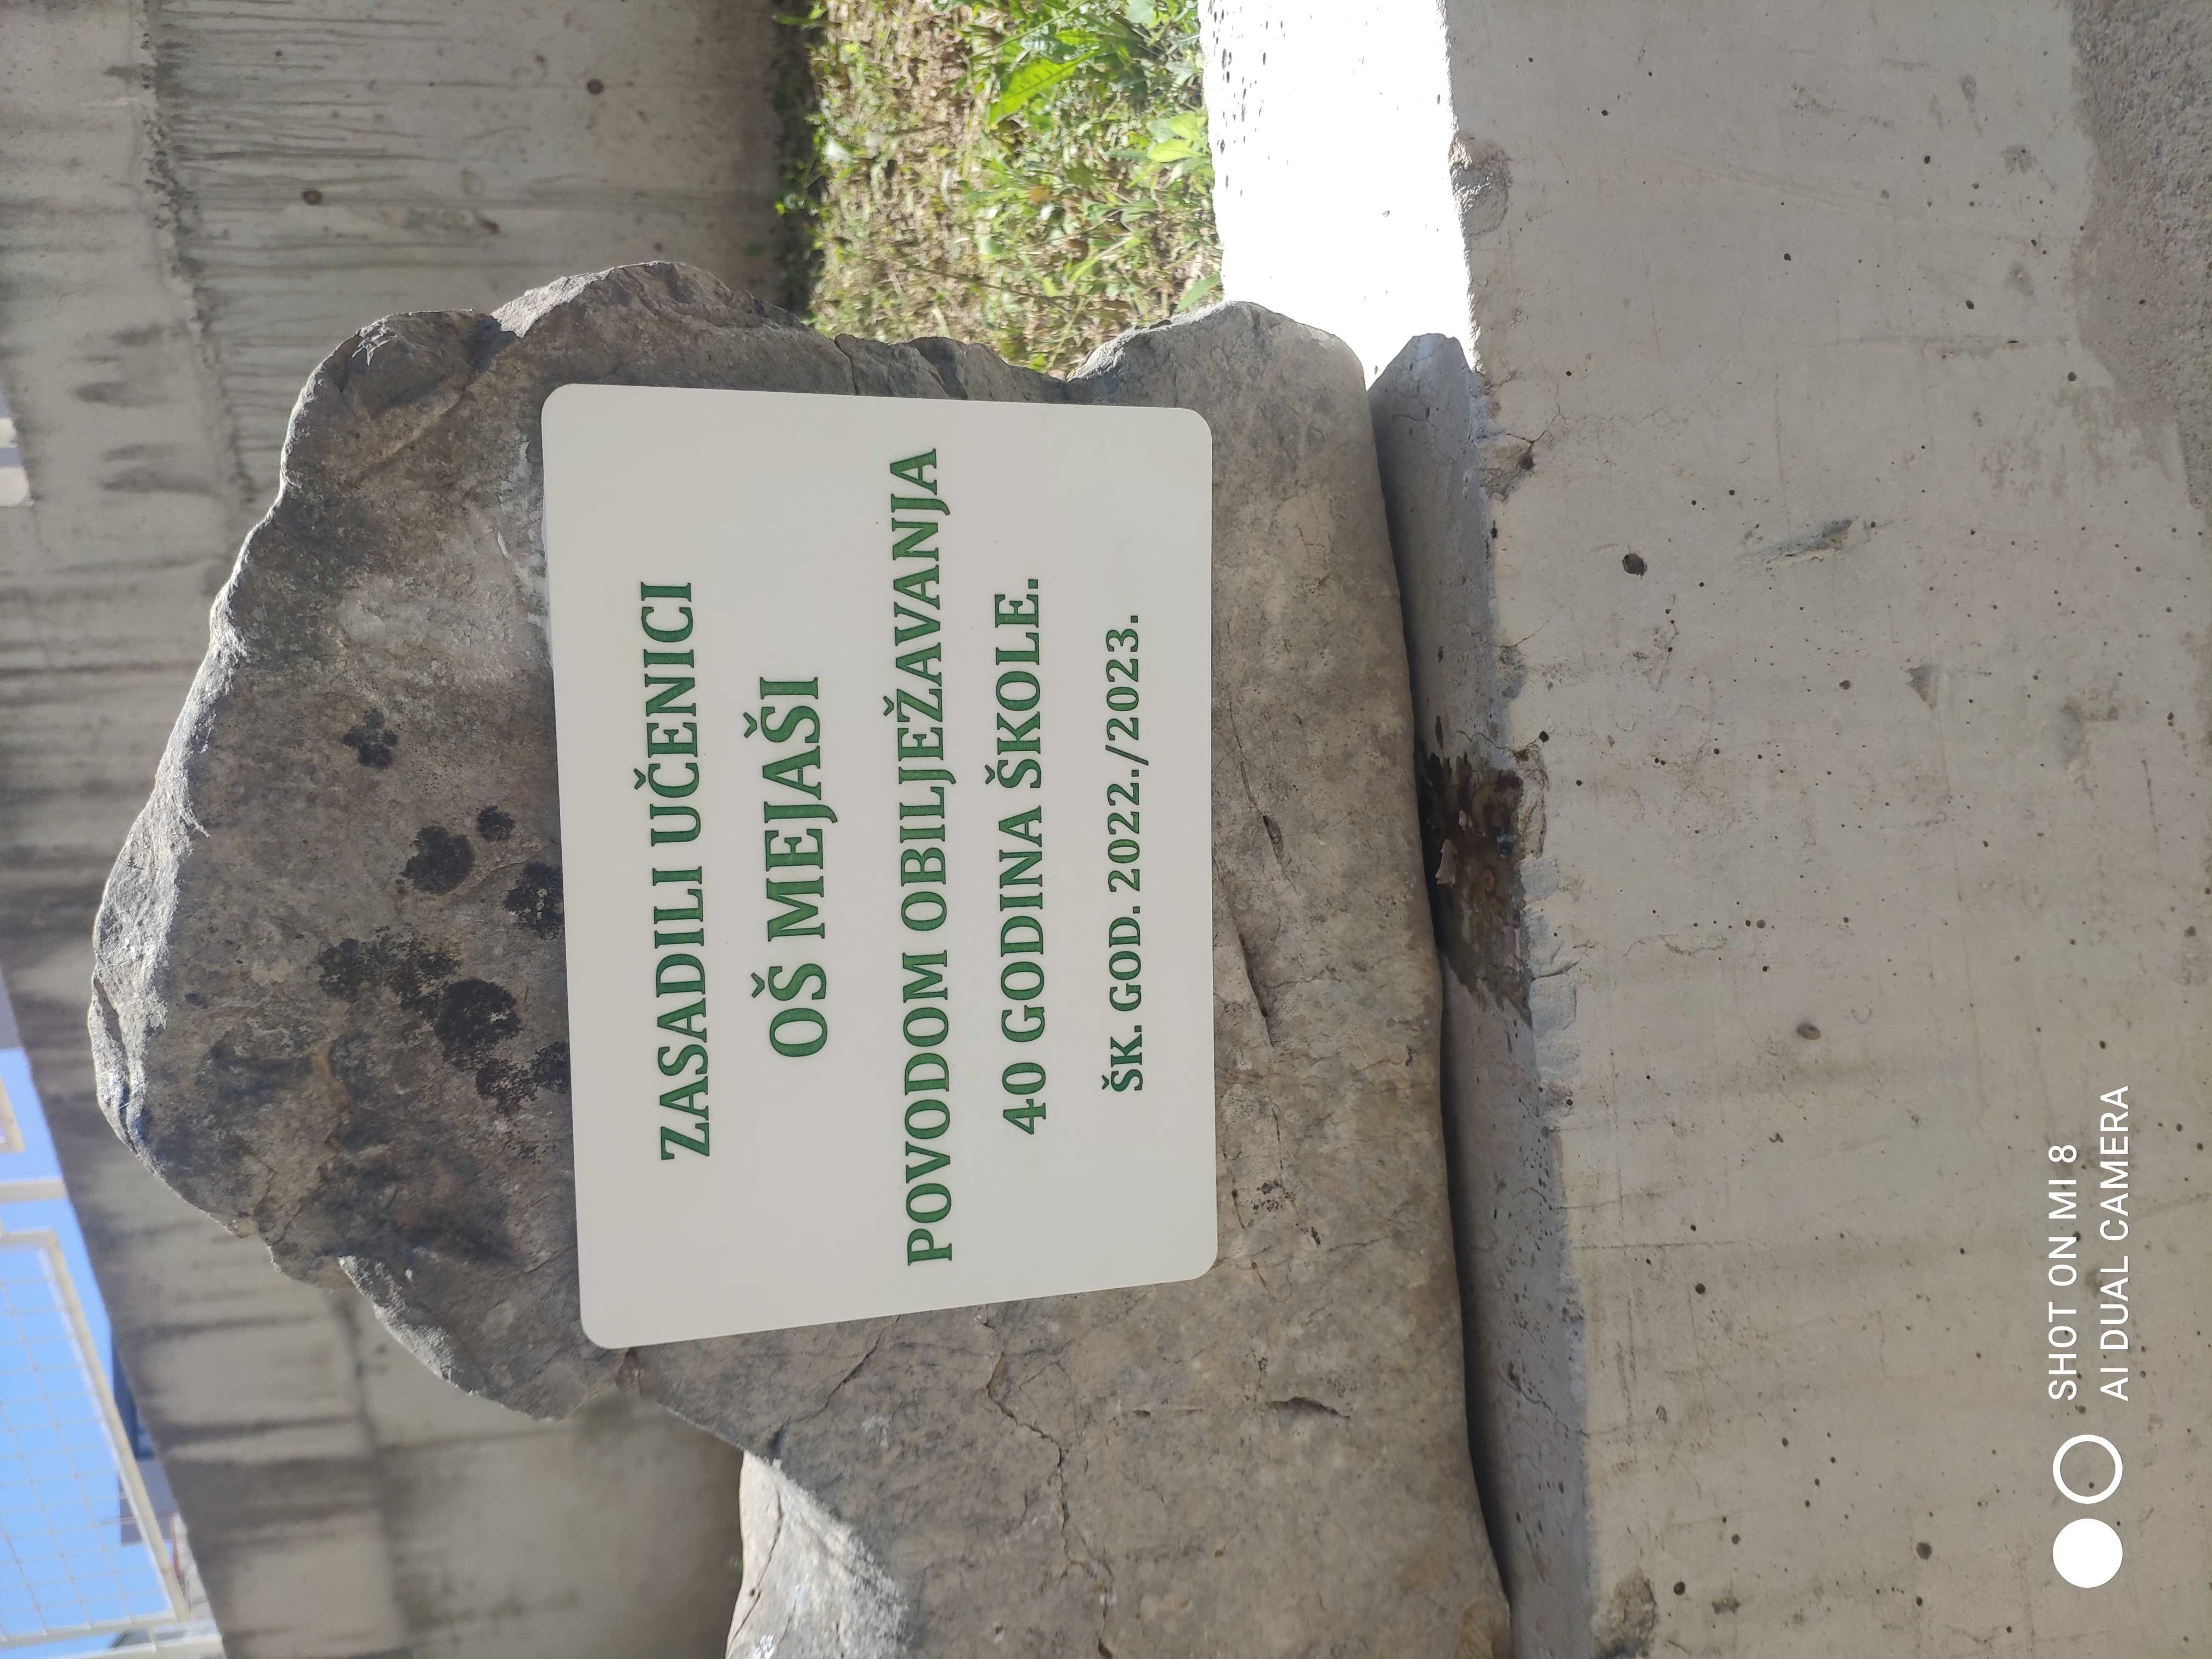 ZASADILI UČENICI
OŠ MEJAŠI
POVODOM OBILJEŽAVANJA
40 GODINA ŠKOLE.
ŠK. GOD. 2022./2023.
SHOT ON MI 8
AI DUAL CAMERA